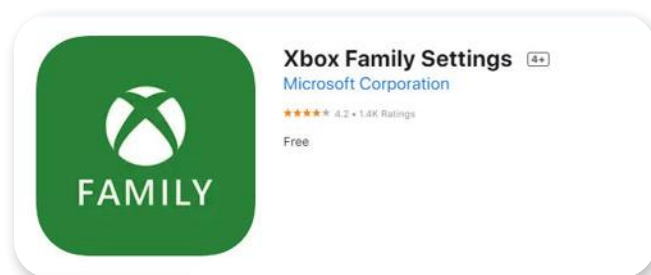 FAMILY
Xbox Family Settings 4+
Microsoft Corporation
★★★★★ 4.2 • 1.4K Ratings
Free